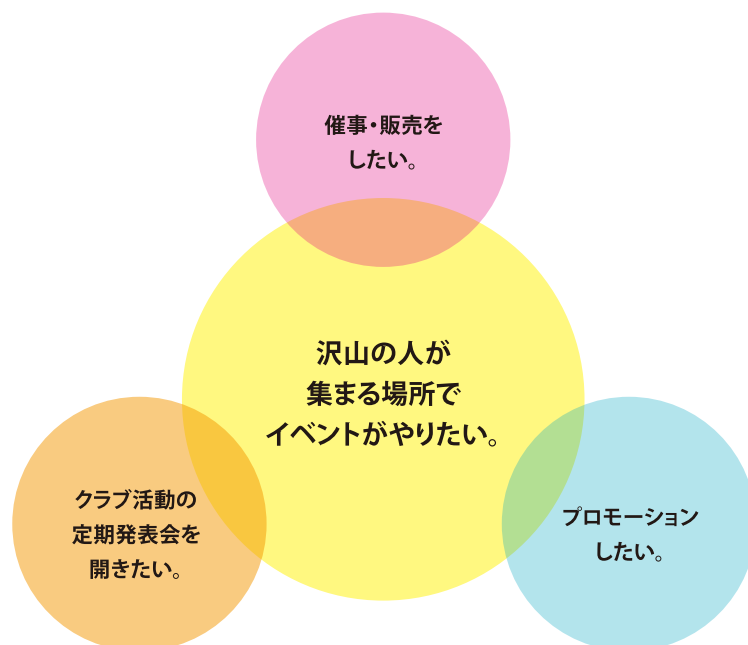 催事・販売を
したい。
沢山の人が
集まる場所で
イベントがやりたい。
クラブ活動の
定期発表会を
開きたい。
プロモーション
したい。